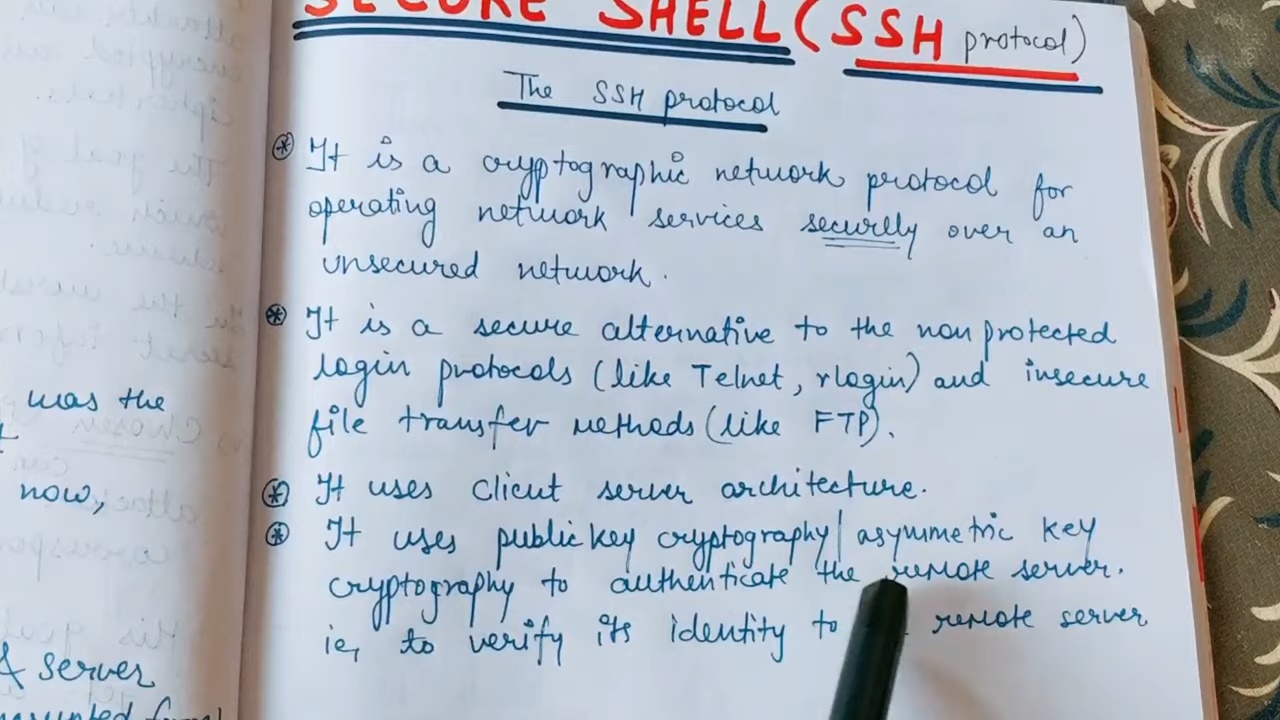 SECURE SHELL (SSH protocol)
The SSH protocol
It is a cryptographic network protocol for
operating network services securely over an
unsecured network.
It is a secure alternative to the non protected
login protocols (like Telnet, rlogin) and insecure
file transfer methods (like FTP).
It uses client server architecture.
It uses public key cryptography/asymmetric key
cryptography to authenticate the remote server.
ie, to verify its identity to remote server
was the
now,
& server